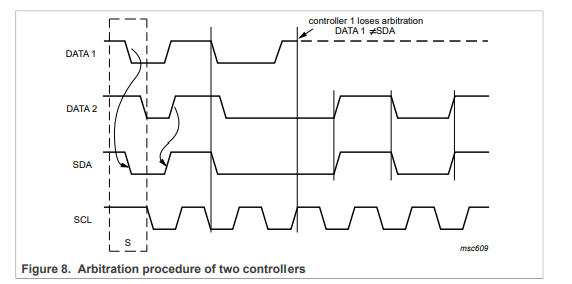 controller 1 loses arbitration
DATA 1 ≠SDA
DATA 1
DATA 2
SDA
SCL
S
msc609
Figure 8. Arbitration procedure of two controllers